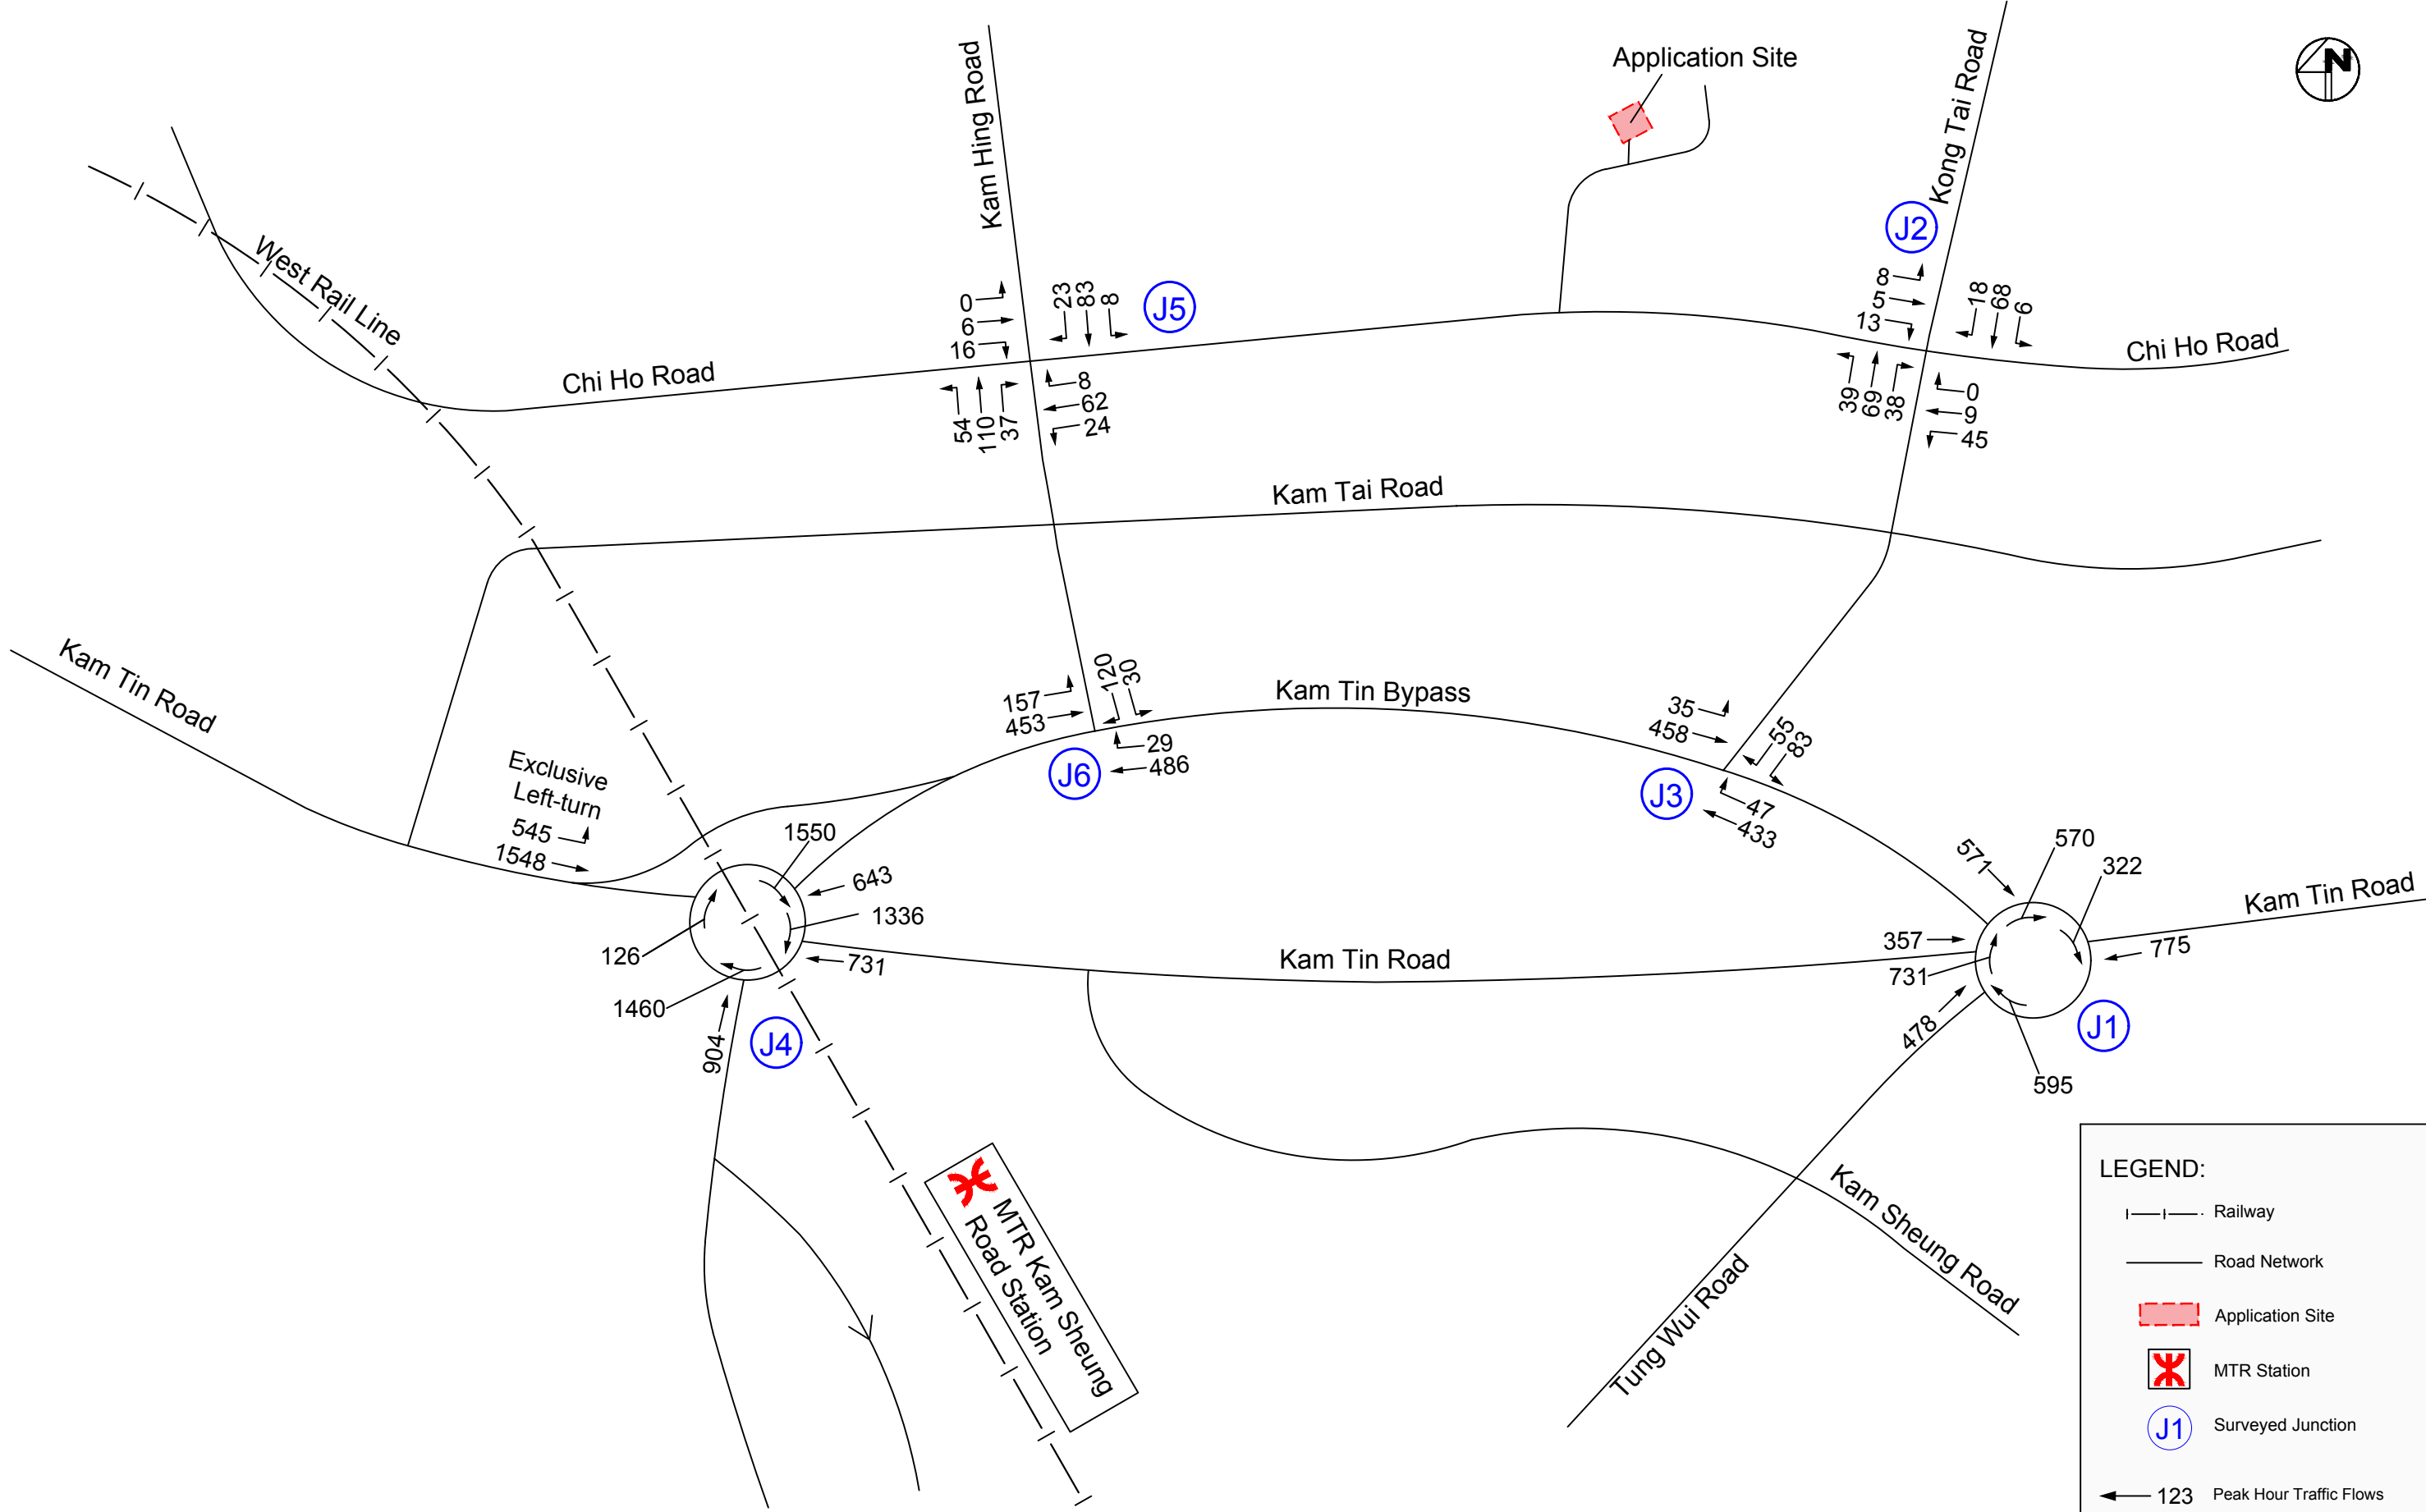 Application Site
N
Kam Hing Road
Kong Tai Road
J2
West Rail Line
0
6
16
23
83
8
J5
8
5
13
18
68
6
Chi Ho Road
Chi Ho Road
54
110
37
8
62
24
39
69
38
0
9
45
Kam Tai Road
Kam Tin Road
157
453
120
30
Kam Tin Bypass
29
486
J6
35
458
55
83
J3
47
433
Exclusive
Left-turn
545
1548
1550
643
1336
731
126
1460
904
J4
Kam Tin Road
571
570
322
Kam Tin Road
357
731
775
478
J1
595
MTR Kam Sheung
Road Station
Kam Sheung Road
Tung Wui Road
LEGEND:
Railway
Road Network
Application Site
MTR Station
J1 Surveyed Junction
123 Peak Hour Traffic Flows